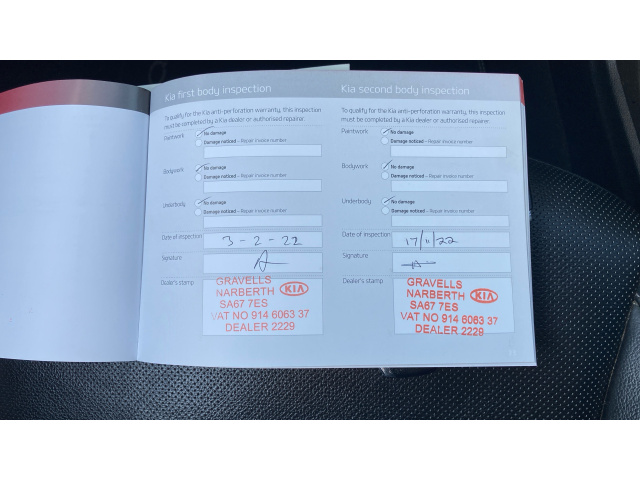 Kia first body inspection
To qualify for the Kia anti-perforation warranty, this inspection
must be completed by a Kia dealer or authorised repairer.
Paintwork
No damage
Damage noticed – Repair invoice number
Bodywork
No damage
Damage noticed – Repair invoice number
Underbody
No damage
Damage noticed – Repair invoice number
Date of inspection
3-2-22
Signature
Dealer's stamp
GRAVELLS
NARBERTH KIA
SA67 7ES
VAT NO 914 6063 37
DEALER 2229
Kia second body inspection
To qualify for the Kia anti-perforation warranty, this inspection
must be completed by a Kia dealer or authorised repairer.
Paintwork
No damage
Damage noticed – Repair invoice number
Bodywork
No damage
Damage noticed – Repair invoice number
Underbody
No damage
Damage noticed – Repair invoice number
Date of inspection
17/11/22
Signature
Dealer's stamp
GRAVELLS
NARBERTH KIA
SA67 7ES
VAT NO 914 6063 37
DEALER 2229